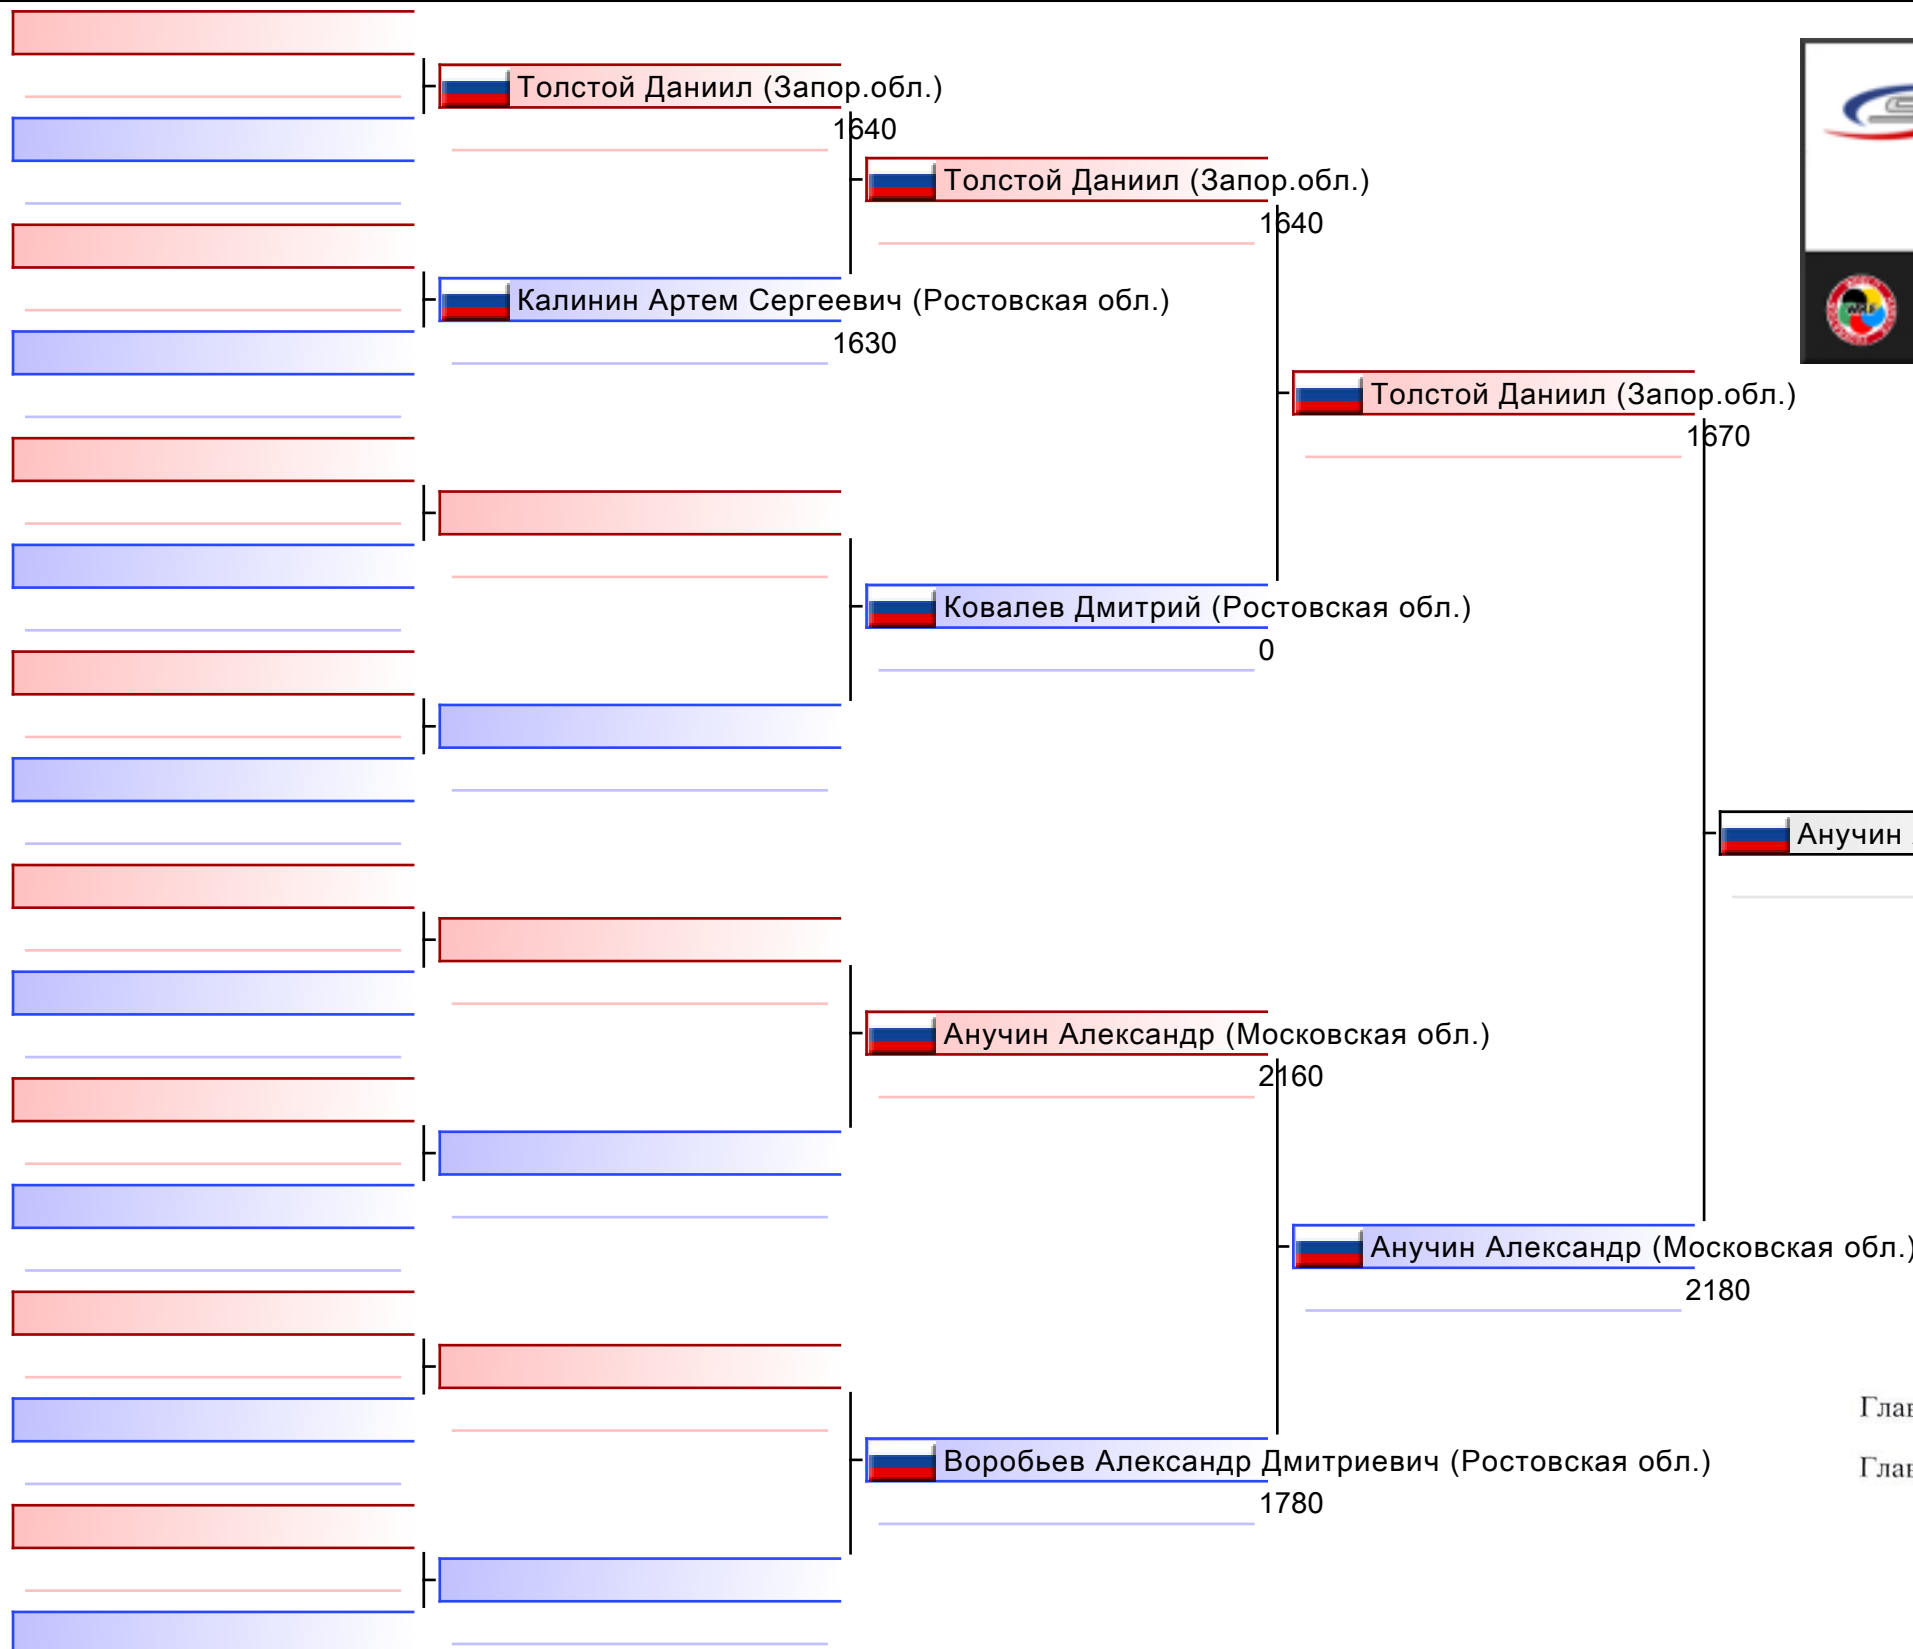 Толстой Даниил (Запор.обл.)
1640
Толстой Даниил (Запор.обл.)
1640
Калинин Артем Сергеевич (Ростовская обл.)
1630
Толстой Даниил (Запор.обл.)
1670
Ковалев Дмитрий (Ростовская обл.)
0
Анучин
Анучин Александр (Московская обл.)
2160
Анучин Александр (Московская обл.)
2180
Воробьев Александр Дмитриевич (Ростовская обл.)
1780